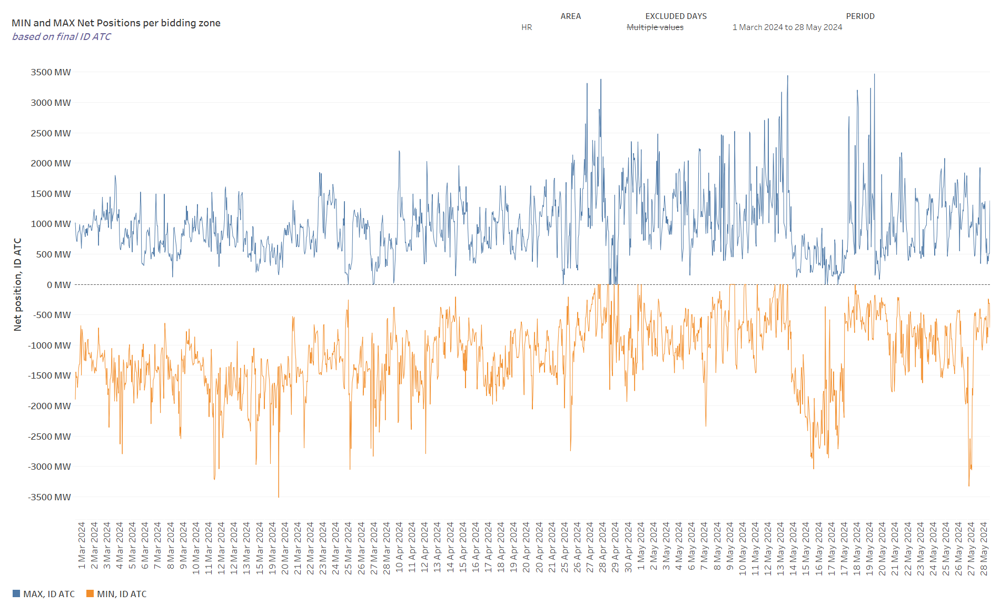 MIN and MAX Net Positions per bidding zone
based on final ID ATC
AREA
HR
EXCLUDED DAYS
Multiple values
PERIOD
1 March 2024 to 28 May 2024
Net position, ID ATC
3500 MW
3000 MW
2500 MW
2000 MW
1500 MW
1000 MW
500 MW
0 MW
-500 MW
-1000 MW
-1500 MW
-2000 MW
-2500 MW
-3000 MW
-3500 MW
1 Mar 2024
2 Mar 2024
3 Mar 2024
4 Mar 2024
5 Mar 2024
6 Mar 2024
7 Mar 2024
8 Mar 2024
9 Mar 2024
10 Mar 2024
11 Mar 2024
12 Mar 2024
12 Mar 2024
13 Mar 2024
15 Mar 2024
19 Mar 2024
20 Mar 2024
21 Mar 2024
22 Mar 2024
23 Mar 2024
24 Mar 2024
25 Mar 2024
26 Mar 2024
27 Mar 2024
28 Mar 2024
10 Apr 2024
11 Apr 2024
12 Apr 2024
13 Apr 2024
14 Apr 2024
15 Apr 2024
16 Apr 2024
17 Apr 2024
18 Apr 2024
19 Apr 2024
20 Apr 2024
20 Apr 2024
21 Apr 2024
25 Apr 2024
26 Apr 2024
27 Apr 2024
28 Apr 2024
29 Apr 2024
30 Apr 2024
1 May 2024
2 May 2024
3 May 2024
4 May 2024
6 May 2024
7 May 2024
8 May 2024
9 May 2024
10 May 2024
11 May 2024
12 May 2024
13 May 2024
14 May 2024
15 May 2024
16 May 2024
17 May 2024
17 May 2024
18 May 2024
19 May 2024
20 May 2024
21 May 2024
22 May 2024
23 May 2024
24 May 2024
25 May 2024
26 May 2024
27 May 2024
28 May 2024
MAX, ID ATC
MIN, ID ATC